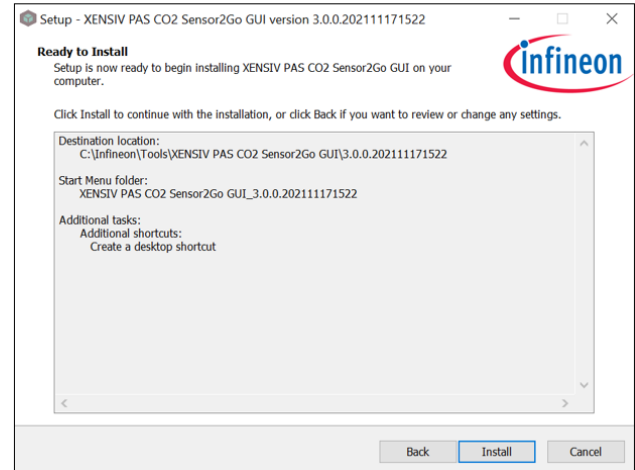 Setup - XENSIV PAS CO2 Sensor2Go GUI version 3.0.0.202111171522
Ready to Install
Setup is now ready to begin installing XENSIV PAS CO2 Sensor2Go GUI on your
computer.
infineon
Click Install to continue with the installation, or click Back if you want to review or change any settings.
Destination location:
C:\Infineon\Tools\XENSIV PAS CO2 Sensor2Go GUI\3.0.0.202111171522
Start Menu folder:
XENSIV PAS CO2 Sensor2Go GUI_3.0.0.202111171522
Additional tasks:
Additional shortcuts:
Create a desktop shortcut
Back
Install
Cancel